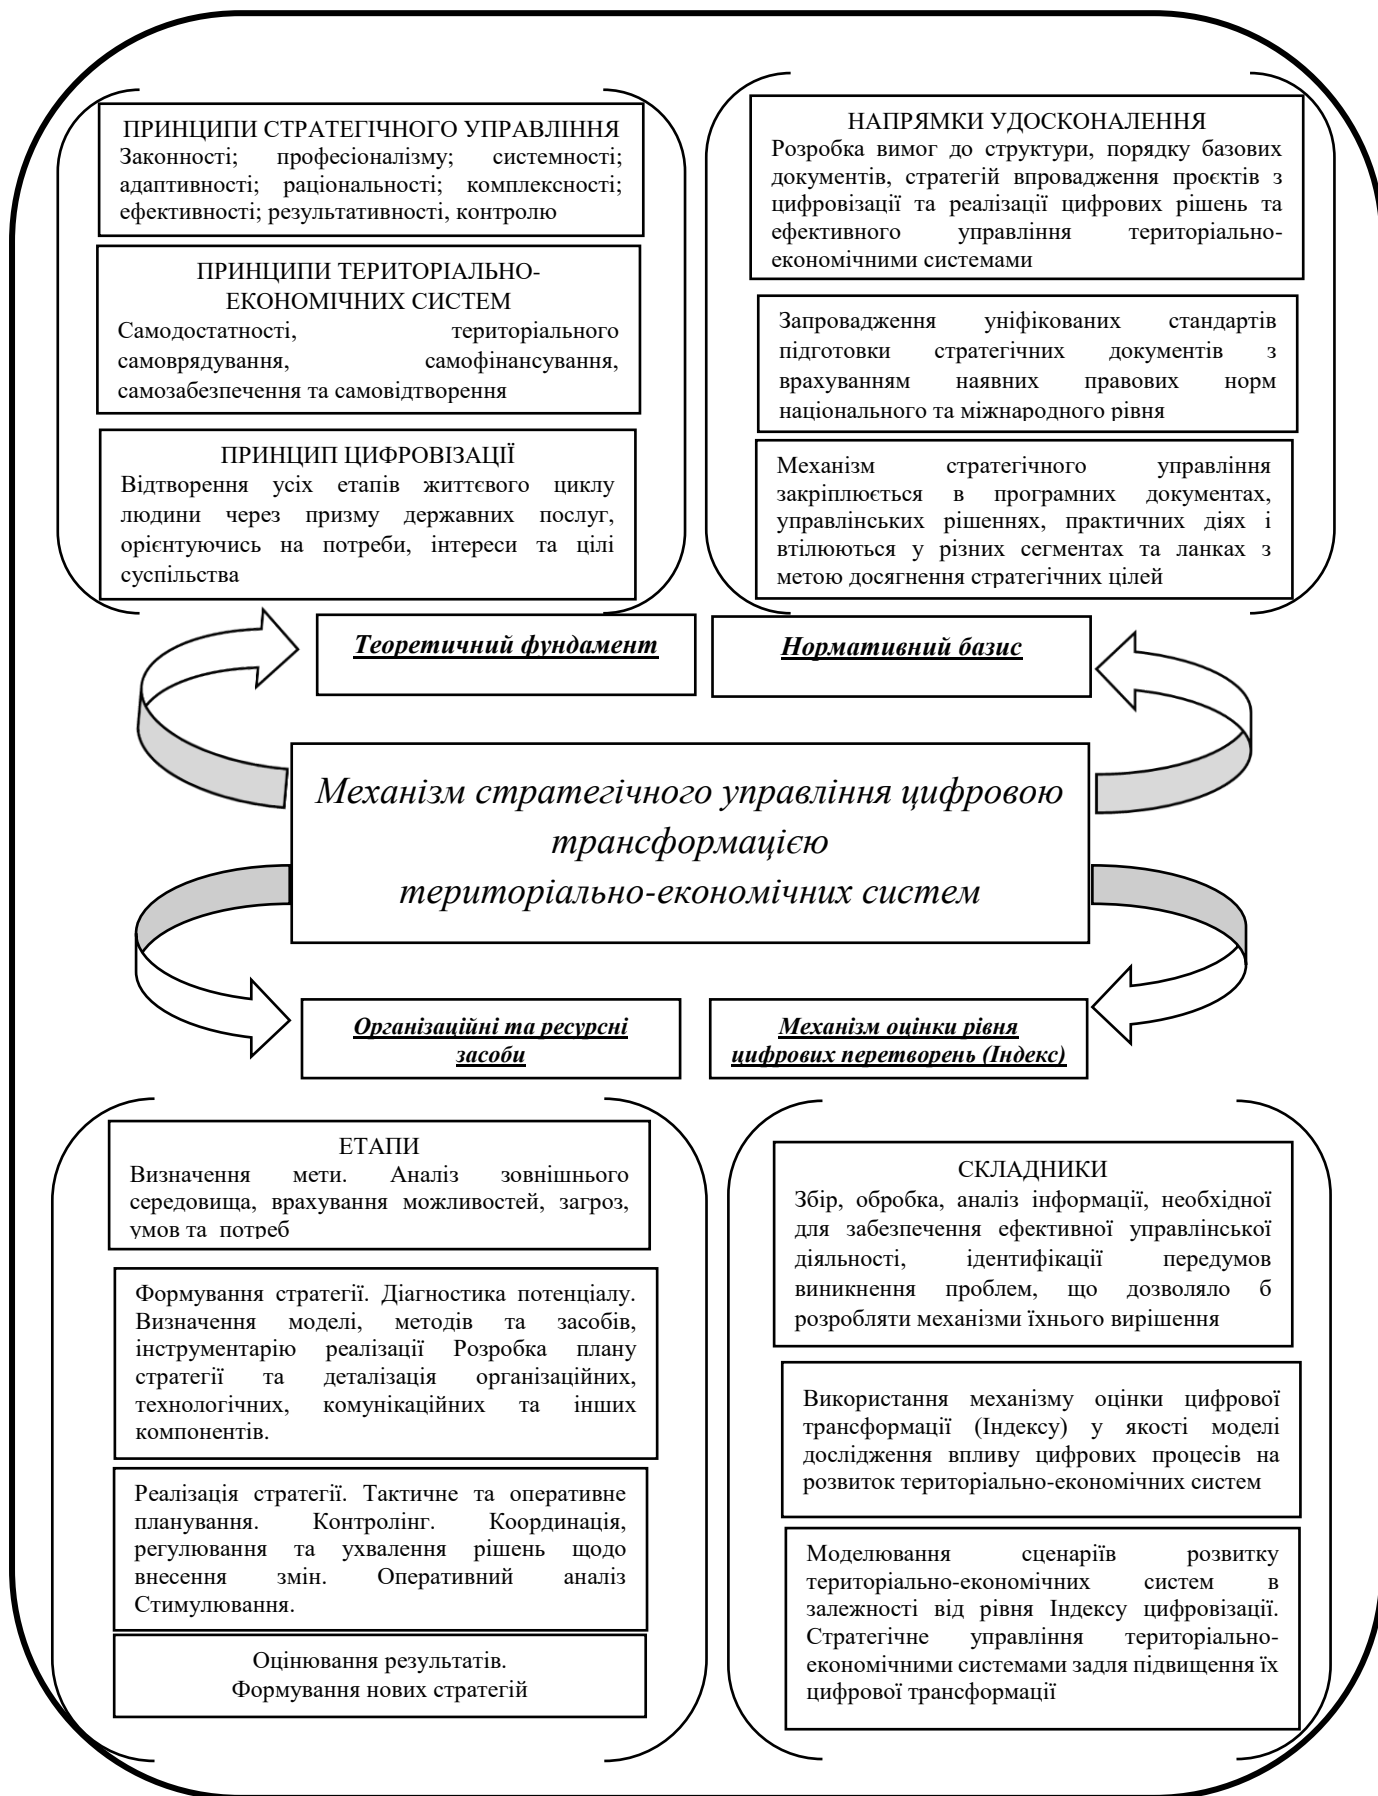 ПРИНЦИПИ СТРАТЕГІЧНОГО УПРАВЛІННЯ
Законності; професіоналізму; системності;
адаптивності; раціональності; комплексності;
ефективності; результативності, контролю
ПРИНЦИПИ ТЕРИТОРІАЛЬНО-
ЕКОНОМІЧНИХ СИСТЕМ
Самодостатності, територіального
самоврядування, самофінансування,
самозабезпечення та самовідтворення
ПРИНЦИП ЦИФРОВІЗАЦІЇ
Відтворення усіх етапів життєвого циклу
людини через призму державних послуг,
орієнтуючись на потреби, інтереси та цілі
суспільства
НАПРЯМКИ УДОСКОНАЛЕННЯ
Розробка вимог до структури, порядку базових
документів, стратегій впровадження проєктів з
цифровізації та реалізації цифрових рішень та
ефективного управління територіально-
економічними системами
Запровадження уніфікованих стандартів
підготовки стратегічних документів з
врахуванням наявних правових норм
національного та міжнародного рівня
Механізм стратегічного управління
закріплюється в програмних документах,
управлінських рішеннях, практичних діях і
втілюються у різних сегментах та ланках з
метою досягнення стратегічних цілей
Теоретичний фундамент
Нормативний базис
Механізм стратегічного управління цифровою
трансформацією
територіально-економічних систем
Організаційні та ресурсні
засоби
Механізм оцінки рівня
цифрових перетворень (Індекс)
ЕТАПИ
Визначення мети. Аналіз зовнішнього
середовища, врахування можливостей, загроз,
умов та потреб
Формування стратегії. Діагностика потенціалу.
Визначення моделі, методів та засобів,
інструментарію реалізації Розробка плану
стратегії та деталізація організаційних,
технологічних, комунікаційних та інших
компонентів.
Реалізація стратегії. Тактичне та оперативне
планування. Контролінг. Координація,
регулювання та ухвалення рішень щодо
внесення змін. Оперативний аналіз
Стимулювання.
Оцінювання результатів.
Формування нових стратегій
СКЛАДНИКИ
Збір, обробка, аналіз інформації, необхідної
для забезпечення ефективної управлінської
діяльності, ідентифікації передумов
виникнення проблем, що дозволяло б
розробляти механізми їхнього вирішення
Використання механізму оцінки цифрової
трансформації (Індексу) у якості моделі
дослідження впливу цифрових процесів на
розвиток територіально-економічних систем
Моделювання сценаріїв розвитку
територіально-економічних систем в
залежності від рівня Індексу цифровізації.
Стратегічне управління територіально-
економічними системами задля підвищення їх
цифрової трансформації